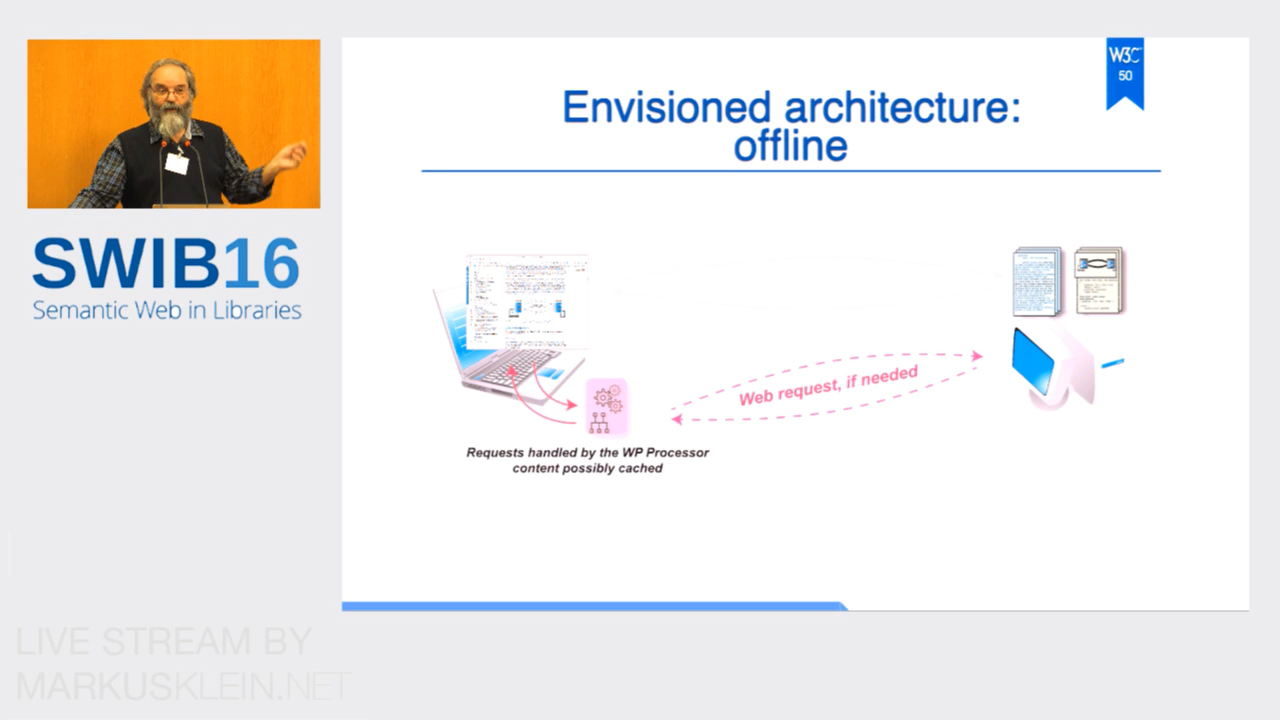 W3C
50
Envisioned architecture:
offline
SWIB16
Semantic Web in Libraries
Web request, if needed
Requests handled by the WP Processor
content possibly cached
LIVE STREAM BY
MARKUSKLEIN.NET